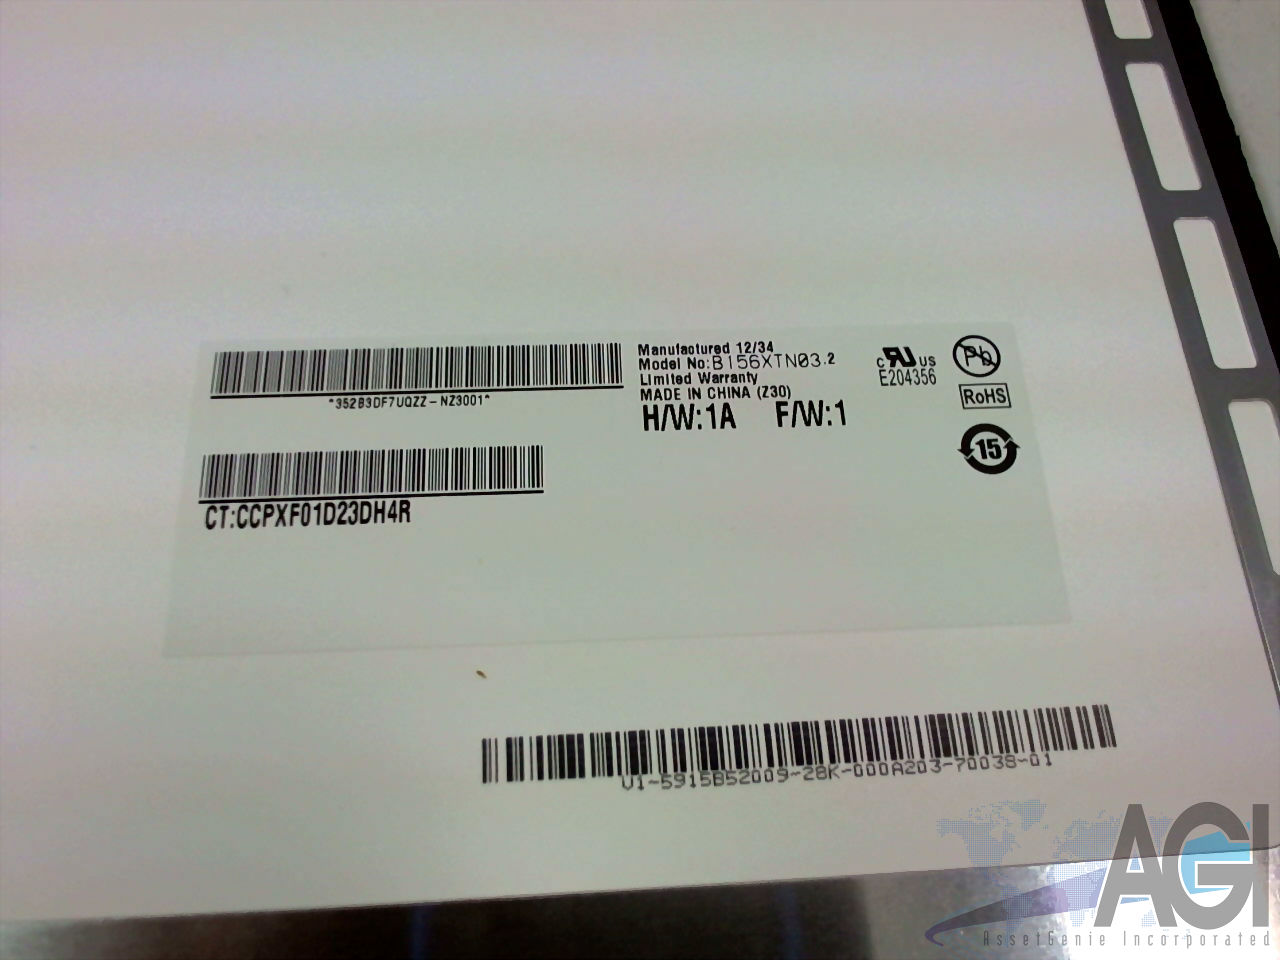 *352B3DF7UQZZ-NZ3001*
CT:CCPXF01D23DH4R
Manufactured 12/34
Model No:B156XTN03.2
Limited Warranty
MADE IN CHINA (Z30)
H/W:1A F/W:1
c RU US
E204356
Pb
RoHS
15
V1-5915B52009-28K-000A203-70038-01
AGI
AssetGenie Incorporated